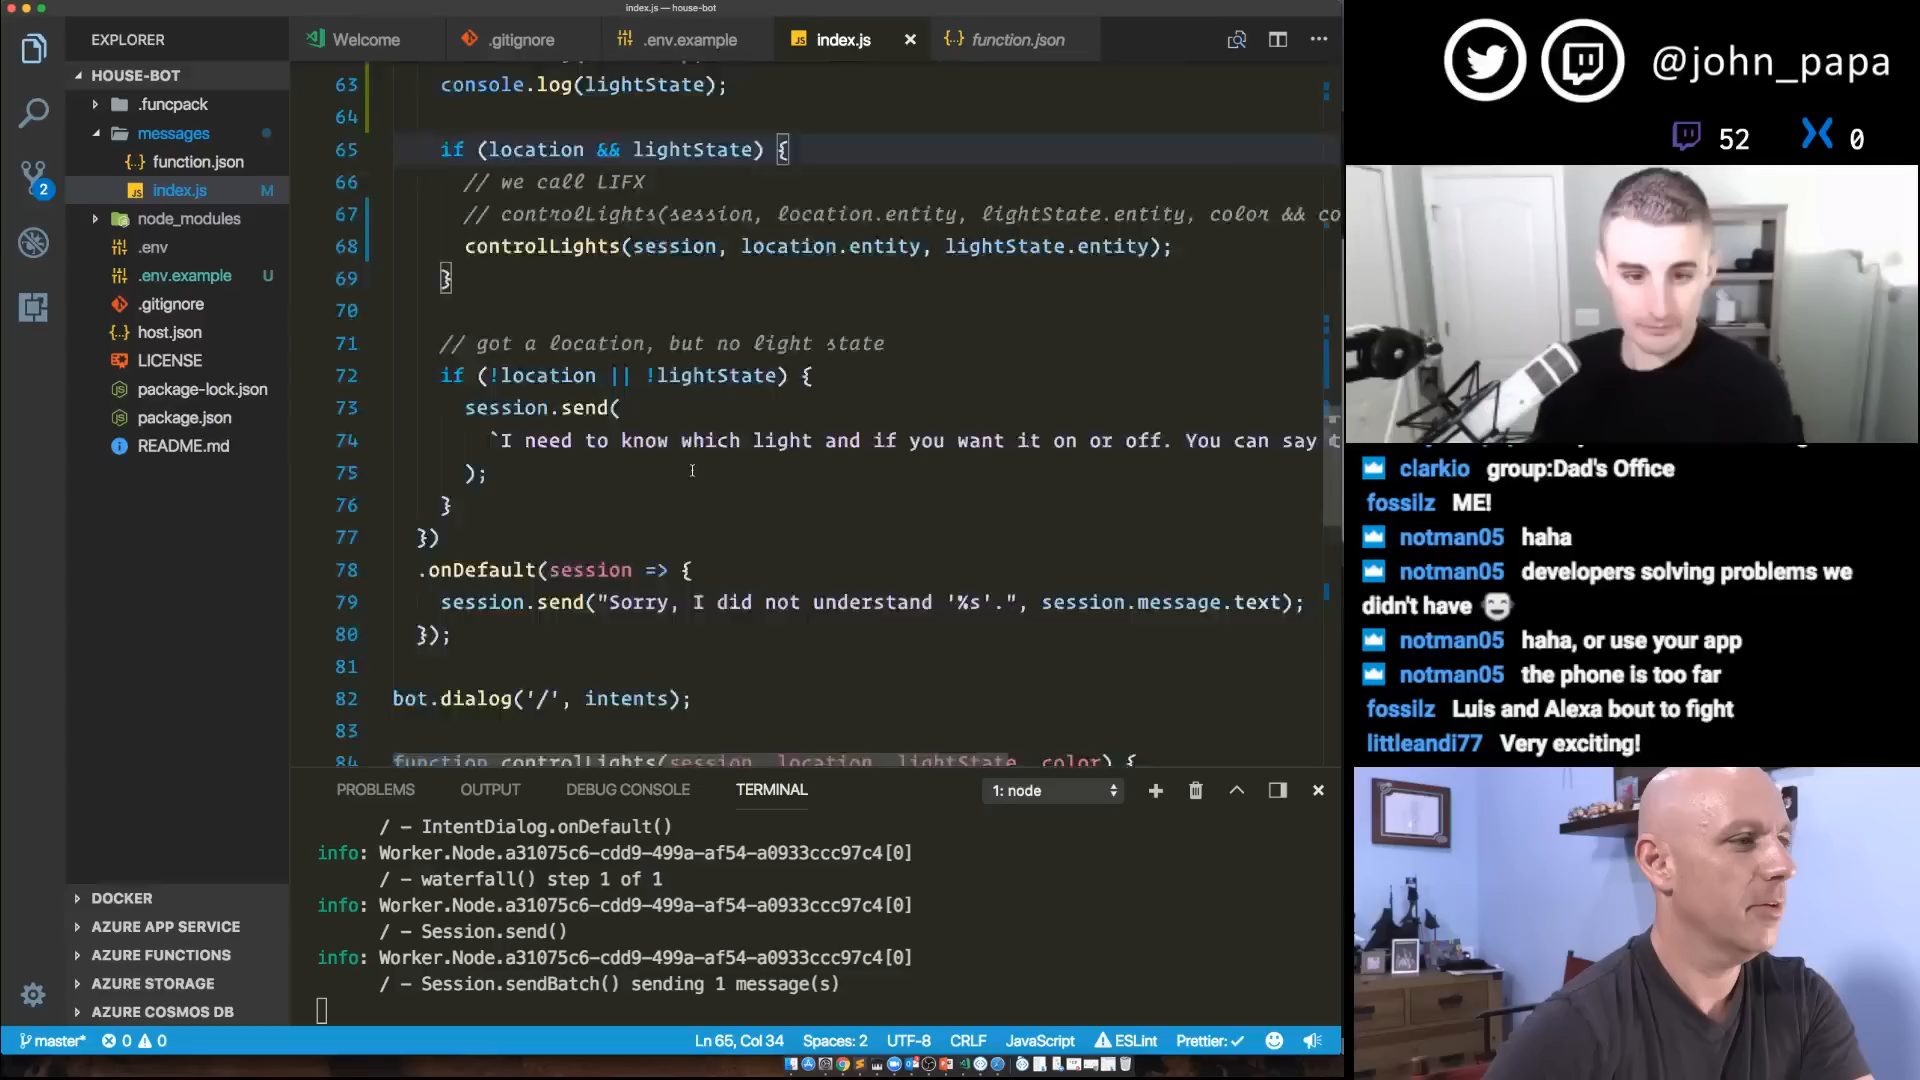 index.js — house-bot
EXPLORER
HOUSE-BOT
.funcpack
messages
function.json
index.js M
node_modules
.env
.env.example U
.gitignore
host.json
LICENSE
package-lock.json
package.json
README.md
DOCKER
AZURE APP SERVICE
AZURE FUNCTIONS
AZURE STORAGE
AZURE COSMOS DB
2
Welcome
.gitignore
.env.example
index.js
function.json
63 console.log(lightState);
64
65 if (location && lightState) {
66 // we call LIFX
67 // controlLights(session, location.entity, lightState.entity, color && co
68 controlLights(session, location.entity, lightState.entity);
69 }
70
71 // got a location, but no light state
72 if (!location || !lightState) {
73 session.send(
74 `I need to know which light and if you want it on or off. You can say t
75 );
76 }
77 })
78 .onDefault(session => {
79 session.send("Sorry, I did not understand '%s'.", session.message.text);
80 });
81
82 bot.dialog('/', intents);
83
84 function controlLights(session, location, lightState, color) {
PROBLEMS
OUTPUT
DEBUG CONSOLE
TERMINAL
1: node
/ - IntentDialog.onDefault()
info: Worker.Node.a31075c6-cdd9-499a-af54-a0933ccc97c4[0]
/ - waterfall() step 1 of 1
info: Worker.Node.a31075c6-cdd9-499a-af54-a0933ccc97c4[0]
/ - Session.send()
info: Worker.Node.a31075c6-cdd9-499a-af54-a0933ccc97c4[0]
/ - Session.sendBatch() sending 1 message(s)
master* 0 0
Ln 65, Col 34
Spaces: 2
UTF-8
CRLF
JavaScript
ESLint
Prettier: ✓
@john_papa
52
0
clarkio group:Dad's Office
fossilz ME!
notman05 haha
notman05 developers solving problems we
didn't have
notman05 haha, or use your app
notman05 the phone is too far
fossilz Luis and Alexa bout to fight
littleandi77 Very exciting!